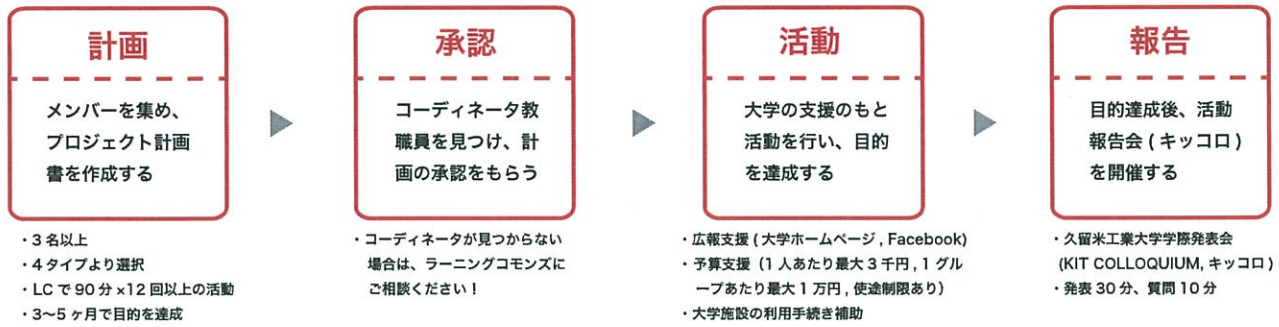 計画
メンバーを集め、
プロジェクト計画
書を作成する
・3名以上
・4タイプより選択
・LCで90分×12回以上の活動
・3〜5ヶ月で目的を達成
承認
コーディネータ教
職員を見つけ、計
画の承認をもらう
・コーディネータが見つからない
場合は、ラーニングコモンズに
ご相談ください！
活動
大学の支援のもと
活動を行い、目的
を達成する
・広報支援(大学ホームページ, Facebook)
・予算支援（1人あたり最大3千円, 1グル
ープあたり最大1万円, 使途制限あり）
・大学施設の利用手続き補助
報告
目的達成後、活動
報告会(キッコロ)
を開催する
・久留米工業大学学際発表会
(KIT COLLOQUIUM, キッコロ)
・発表30分、質問10分